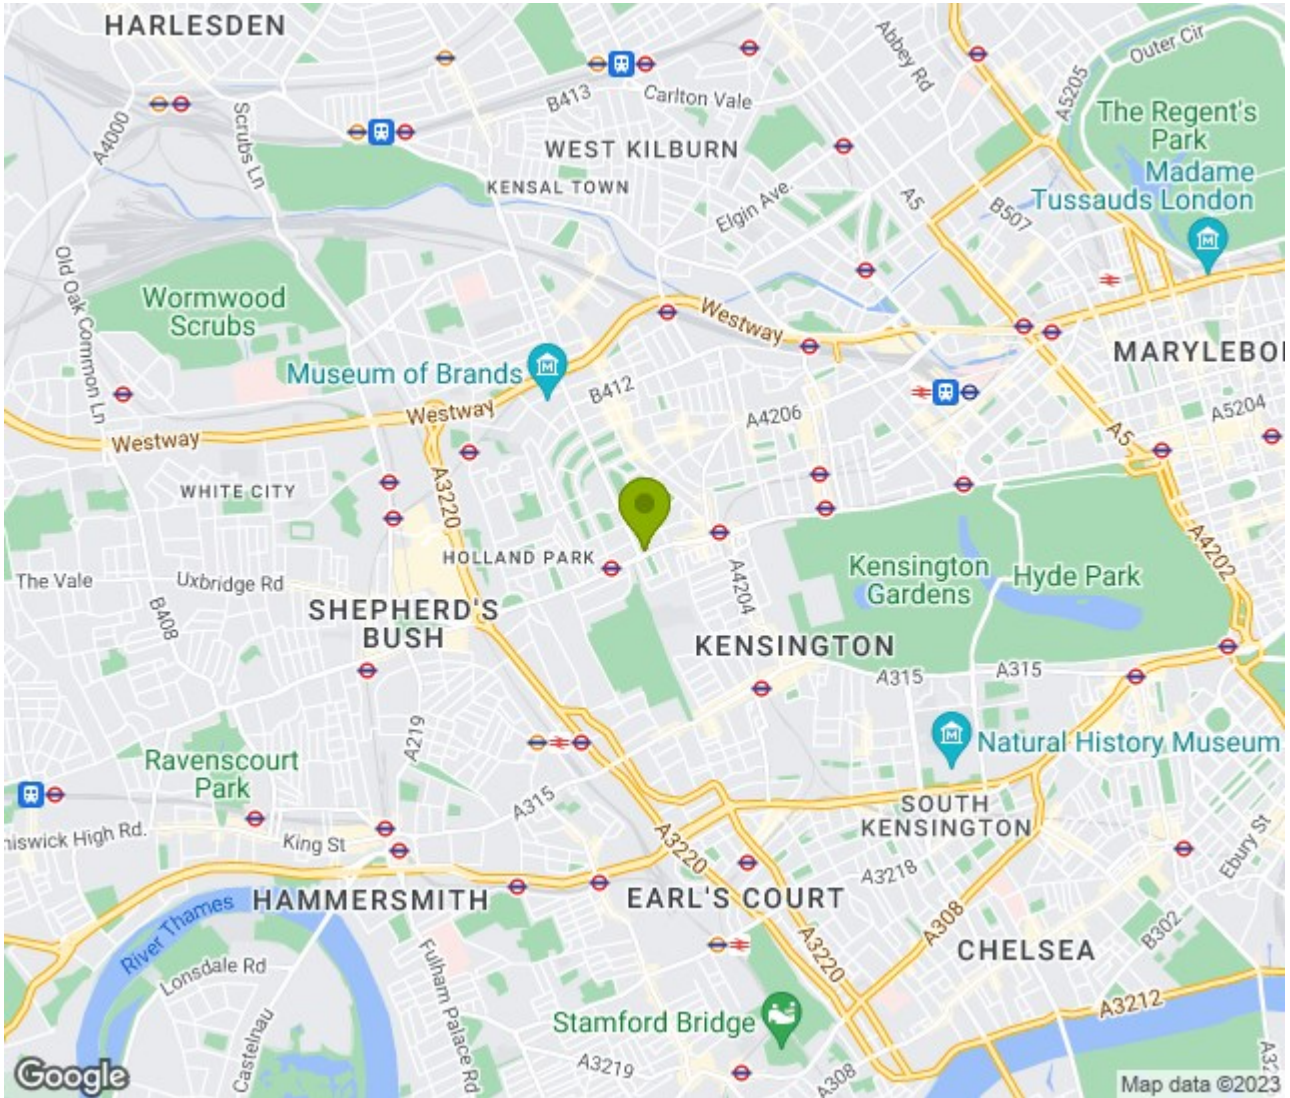 HARLESDEN
Abbey Rd
Outer Cir
A4000
Scrubs Ln
B413
Carlton Vale
A5205
The Regent's
Park
WEST KILBURN
KENSAL TOWN
Madame
Tussauds London
Elgin Ave.
A5
B507
Old Oak Common Ln
Wormwood
Scrubs
Westway
MARYLEBO
Museum of Brands
B412
Westway
A4206
A5204
Westway
A5
A3220
WHITE CITY
A4202
HOLLAND PARK
The Vale
Uxbridge Rd
A4204
Kensington
Gardens
Hyde Park
B408
SHEPHERD'S
BUSH
KENSINGTON
A315
A315
A219
Natural History Museum
Ravenscourt
Park
A315
SOUTH
KENSINGTON
hiswick High Rd.
King St
A3220
A3218
Ebury St
HAMMERSMITH
EARL'S COURT
A308
River Thames
B302
CHELSEA
Lonsdale Rd
Fulham Palace Rd
A3220
A3212
Stamford Bridge
Castelnau
A3219
A308
A32
Google
Map data ©2023